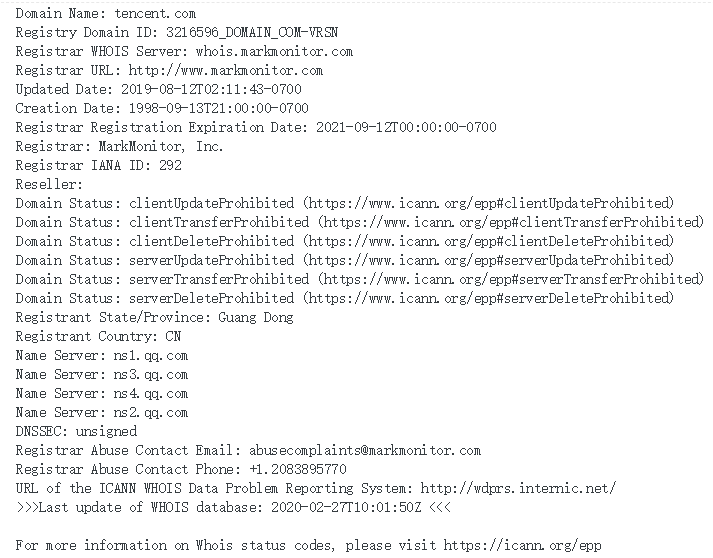 Domain Name: tencent.com
Registry Domain ID: 3216596_DOMAIN_COM-VRSN
Registrar WHOIS Server: whois.markmonitor.com
Registrar URL: http://www.markmonitor.com
Updated Date: 2019-08-12T02:11:43-0700
Creation Date: 1998-09-13T21:00:00-0700
Registrar Registration Expiration Date: 2021-09-12T00:00:00-0700
Registrar: MarkMonitor, Inc.
Registrar IANA ID: 292
Reseller:
Domain Status: clientUpdateProhibited (https://www.icann.org/epp#clientUpdateProhibited)
Domain Status: clientTransferProhibited (https://www.icann.org/epp#clientTransferProhibited)
Domain Status: clientDeleteProhibited (https://www.icann.org/epp#clientDeleteProhibited)
Domain Status: serverUpdateProhibited (https://www.icann.org/epp#serverUpdateProhibited)
Domain Status: serverTransferProhibited (https://www.icann.org/epp#serverTransferProhibited)
Domain Status: serverDeleteProhibited (https://www.icann.org/epp#serverDeleteProhibited)
Registrant State/Province: Guang Dong
Registrant Country: CN
Name Server: ns1.qq.com
Name Server: ns3.qq.com
Name Server: ns4.qq.com
Name Server: ns2.qq.com
DNSSEC: unsigned
Registrar Abuse Contact Email: abusecomplaints@markmonitor.com
Registrar Abuse Contact Phone: +1.2083895770
URL of the ICANN WHOIS Data Problem Reporting System: http://wdprs.internic.net/
>>>Last update of WHOIS database: 2020-02-27T10:01:50Z <<<
For more information on Whois status codes, please visit https://icann.org/epp